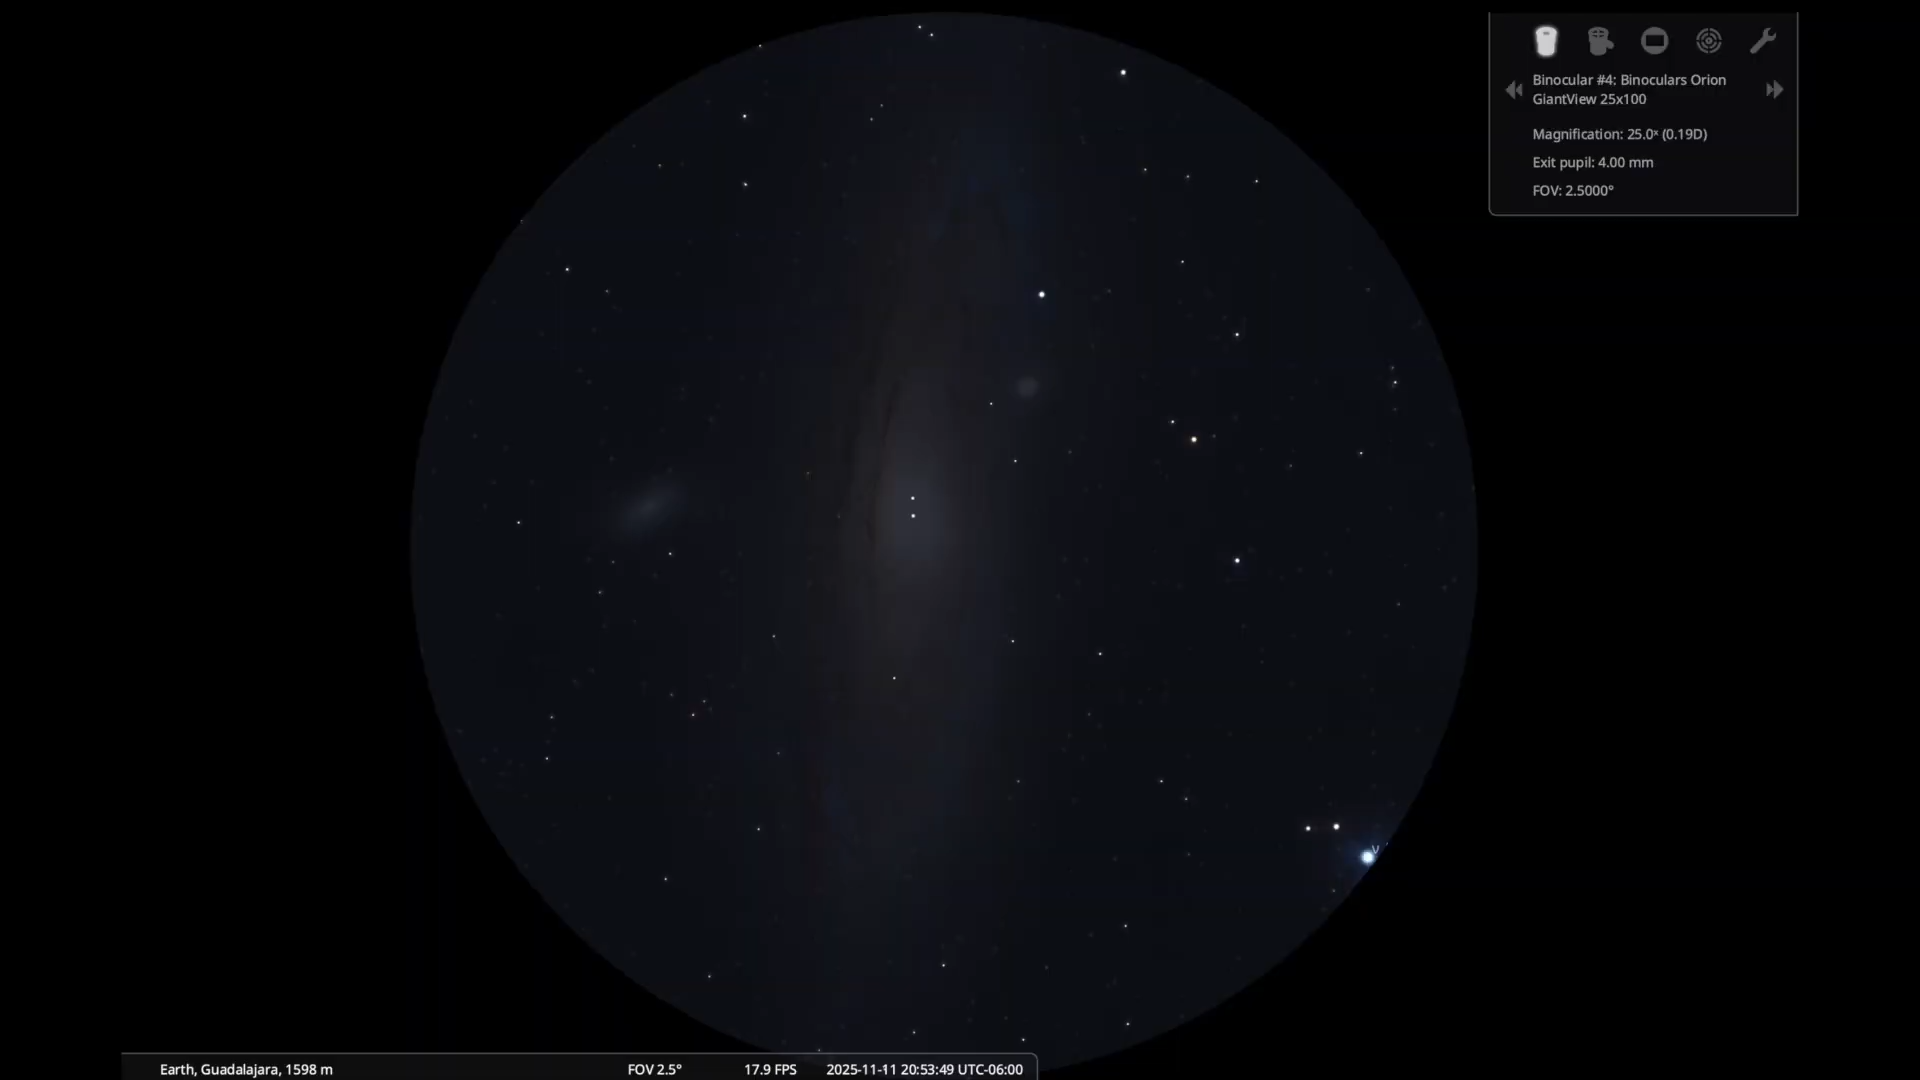 Binocular #4: Binoculars Orion
GiantView 25x100
Magnification: 25.0ˣ (0.19D)
Exit pupil: 4.00 mm
FOV: 2.5000°
ν
Earth, Guadalajara, 1598 m FOV 2.5° 17.9 FPS 2025-11-11 20:53:49 UTC-06:00